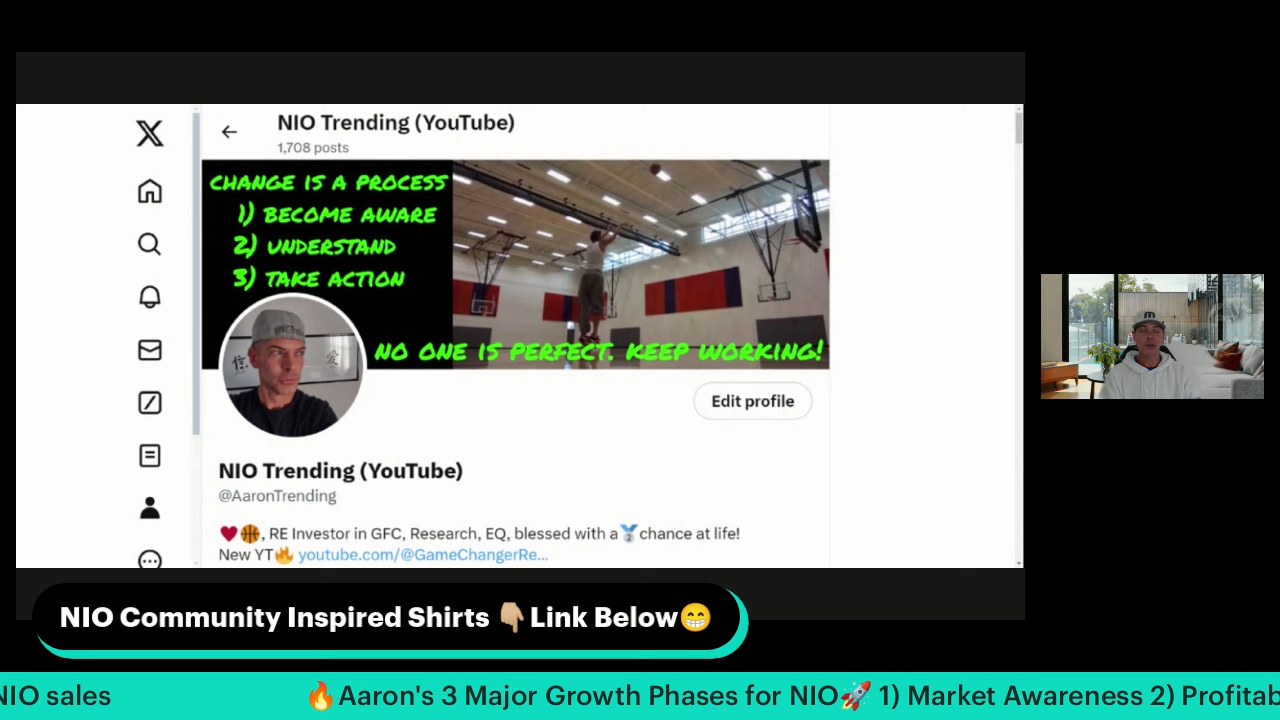 NIO Trending (YouTube)
1,708 posts
CHANGE IS A PROCESS
1) BECOME AWARE
2) UNDERSTAND
3) TAKE ACTION
NO ONE IS PERFECT. KEEP WORKING!
信
愛
Edit profile
NIO Trending (YouTube)
@AaronTrending
❤️🏀, RE Investor in GFC, Research, EQ, blessed with a🥈chance at life!
New YT🔥 youtube.com/@GameChangerRe...
NIO Community Inspired Shirts 👇🏼Link Below😁
NIO sales
🔥Aaron's 3 Major Growth Phases for NIO🚀 1) Market Awareness 2) Profitab